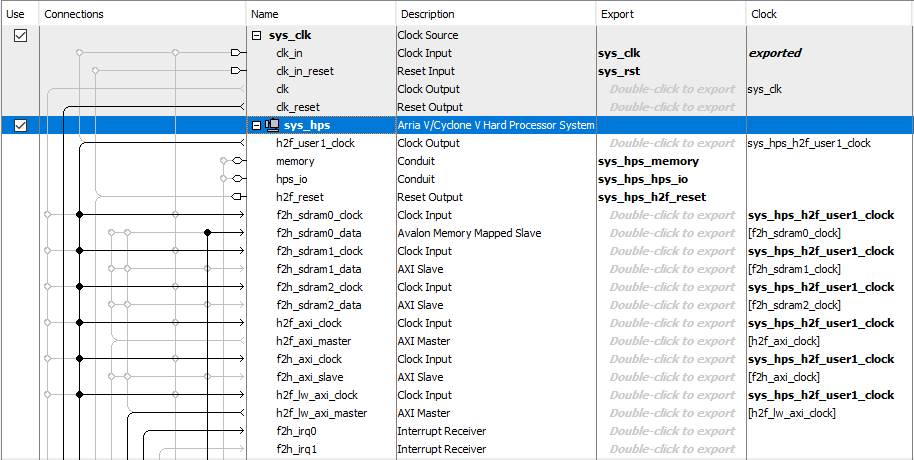 Use Connections Name Description Export Clock
sys_clk Clock Source
clk_in Clock Input sys_clk exported
clk_in_reset Reset Input sys_rst
clk Clock Output Double-click to export sys_clk
clk_reset Reset Output Double-click to export
sys_hps Arria V/Cyclone V Hard Processor System
h2f_user1_clock Clock Output Double-click to export sys_hps_h2f_user1_clock
memory Conduit sys_hps_memory
hps_io Conduit sys_hps_hps_io
h2f_reset Reset Output sys_hps_h2f_reset
f2h_sdram0_clock Clock Input Double-click to export sys_hps_h2f_user1_clock
f2h_sdram0_data Avalon Memory Mapped Slave Double-click to export [f2h_sdram0_clock]
f2h_sdram1_clock Clock Input Double-click to export sys_hps_h2f_user1_clock
f2h_sdram1_data AXI Slave Double-click to export [f2h_sdram1_clock]
f2h_sdram2_clock Clock Input Double-click to export sys_hps_h2f_user1_clock
f2h_sdram2_data AXI Slave Double-click to export [f2h_sdram2_clock]
h2f_axi_clock Clock Input Double-click to export sys_hps_h2f_user1_clock
h2f_axi_master AXI Master Double-click to export [h2f_axi_clock]
f2h_axi_clock Clock Input Double-click to export sys_hps_h2f_user1_clock
f2h_axi_slave AXI Slave Double-click to export [f2h_axi_clock]
h2f_lw_axi_clock Clock Input Double-click to export sys_hps_h2f_user1_clock
h2f_lw_axi_master AXI Master Double-click to export [h2f_lw_axi_clock]
f2h_irq0 Interrupt Receiver Double-click to export
f2h_irq1 Interrupt Receiver Double-click to export